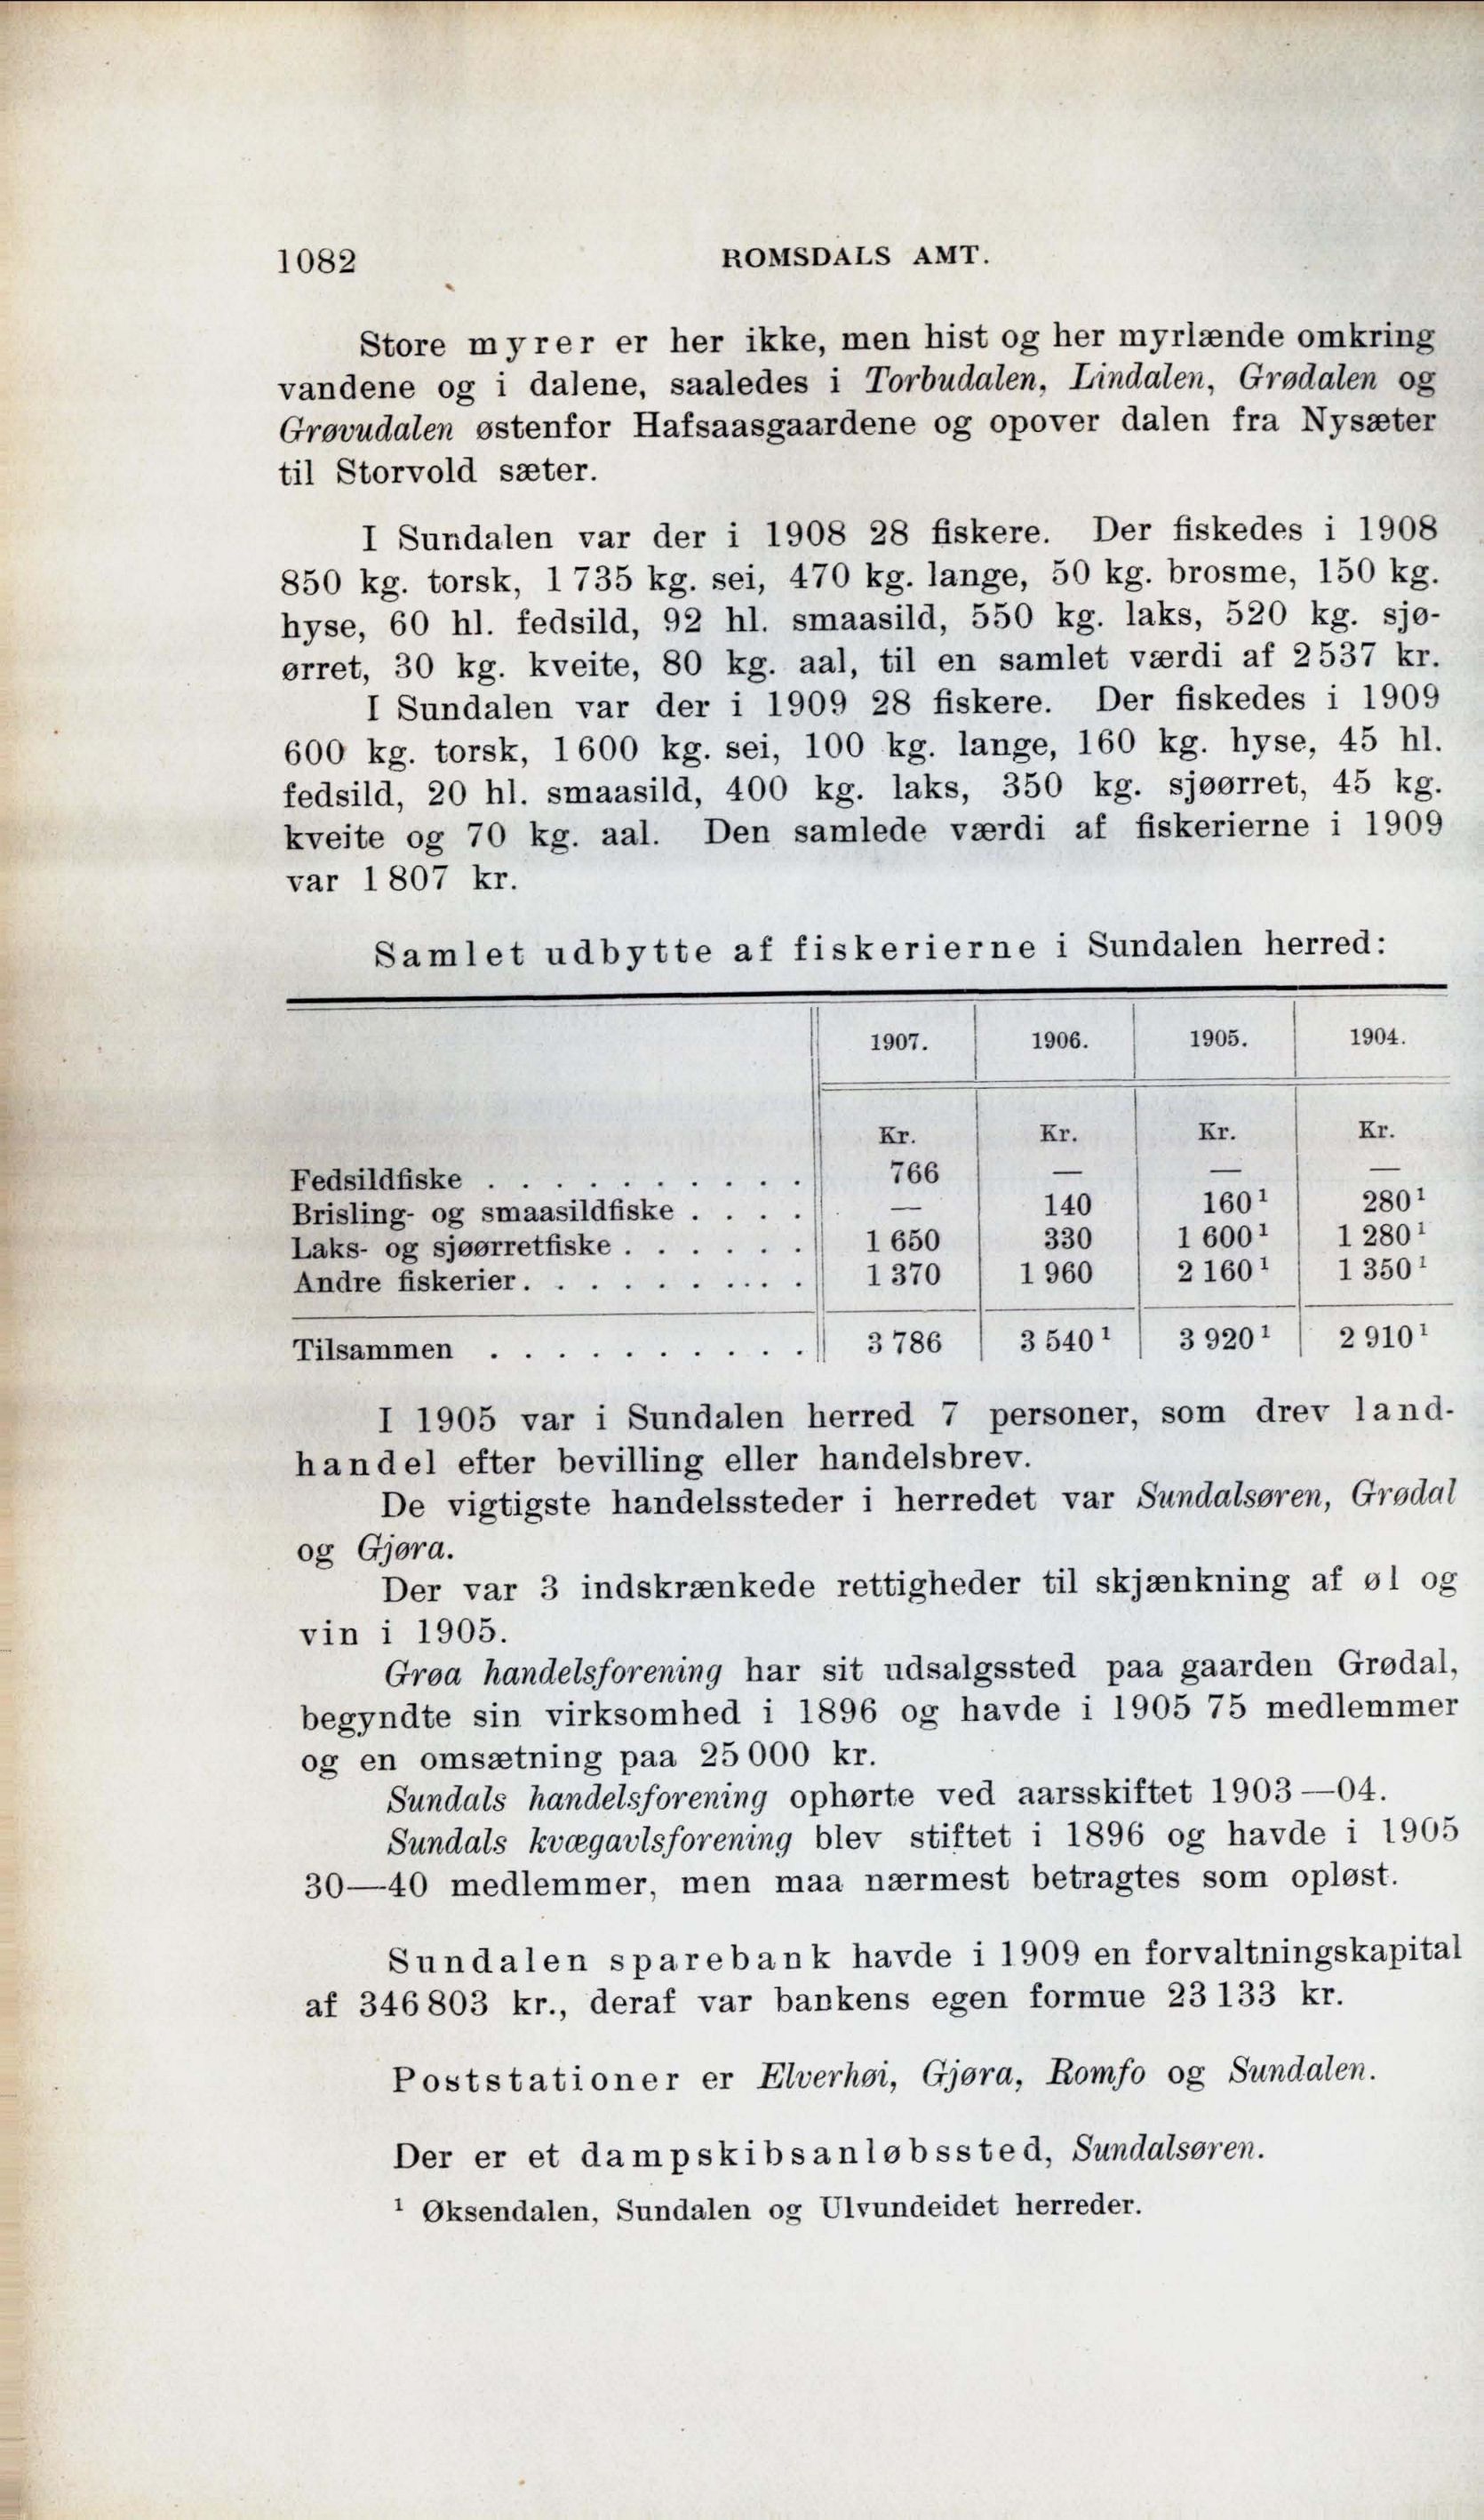 1082
ROMSDALS AMT.
Store myrer er her ikke, men hist og her myrlænde omkring
vandene og i dalene, saaledes i Torbudalen, Lindalen, Grødalen og
Grøvudalen østenfor Hafsaasgaardene og opover dalen fra Nysæter
til Storvold sæter.
I Sundalen var der i 1908 28 fiskere. Der fiskedes i 1908
850 kg. torsk, 1 735 kg. sei, 470 kg. lange, 50 kg. brosme, 150 kg.
hyse, 60 hl. fedsild, 92 hl. smaasild, 550 kg. laks, 520 kg. sjø-
ørret, 30 kg. kveite, 80 kg. aal, til en samlet værdi af 2 537 kr.
I Sundalen var der i 1909 28 fiskere. Der fiskedes i 1909
600 kg. torsk, 1 600 kg. sei, 100 kg. lange, 160 kg. hyse, 45 hl.
fedsild, 20 hl. smaasild, 400 kg. laks, 350 kg. sjøørret, 45 kg.
kveite og 70 kg. aal. Den samlede værdi af fiskerierne i 1909
var 1 807 kr.
Samlet udbytte af fiskerierne i Sundalen herred:
1907. 1906. 1905. 1904.
Kr. Kr. Kr. Kr.
Fedsildfiske . . . . . . . . . . 766 — — —
Brisling- og smaasildfiske . . . . — 140 160¹ 280¹
Laks- og sjøørretfiske . . . . . . 1 650 330 1 600¹ 1 280¹
Andre fiskerier. . . . . . . . . . 1 370 1 960 2 160¹ 1 350¹
Tilsammen . . . . . . . . . . 3 786 3 540¹ 3 920¹ 2 910¹
I 1905 var i Sundalen herred 7 personer, som drev land-
handel efter bevilling eller handelsbrev.
De vigtigste handelssteder i herredet var Sundalsøren, Grødal
og Gjøra.
Der var 3 indskrænkede rettigheder til skjænkning af øl og
vin i 1905.
Grøa handelsforening har sit udsalgssted paa gaarden Grødal,
begyndte sin virksomhed i 1896 og havde i 1905 75 medlemmer
og en omsætning paa 25 000 kr.
Sundals handelsforening ophørte ved aarsskiftet 1903—04.
Sundals kvægavlsforening blev stiftet i 1896 og havde i 1905
30—40 medlemmer, men maa nærmest betragtes som opløst.
Sundalen sparebank havde i 1909 en forvaltningskapital
af 346 803 kr., deraf var bankens egen formue 23 133 kr.
Poststationer er Elverhøi, Gjøra, Romfo og Sundalen.
Der er et dampskibsanløbssted, Sundalsøren.
¹ Øksendalen, Sundalen og Ulvundeidet herreder.